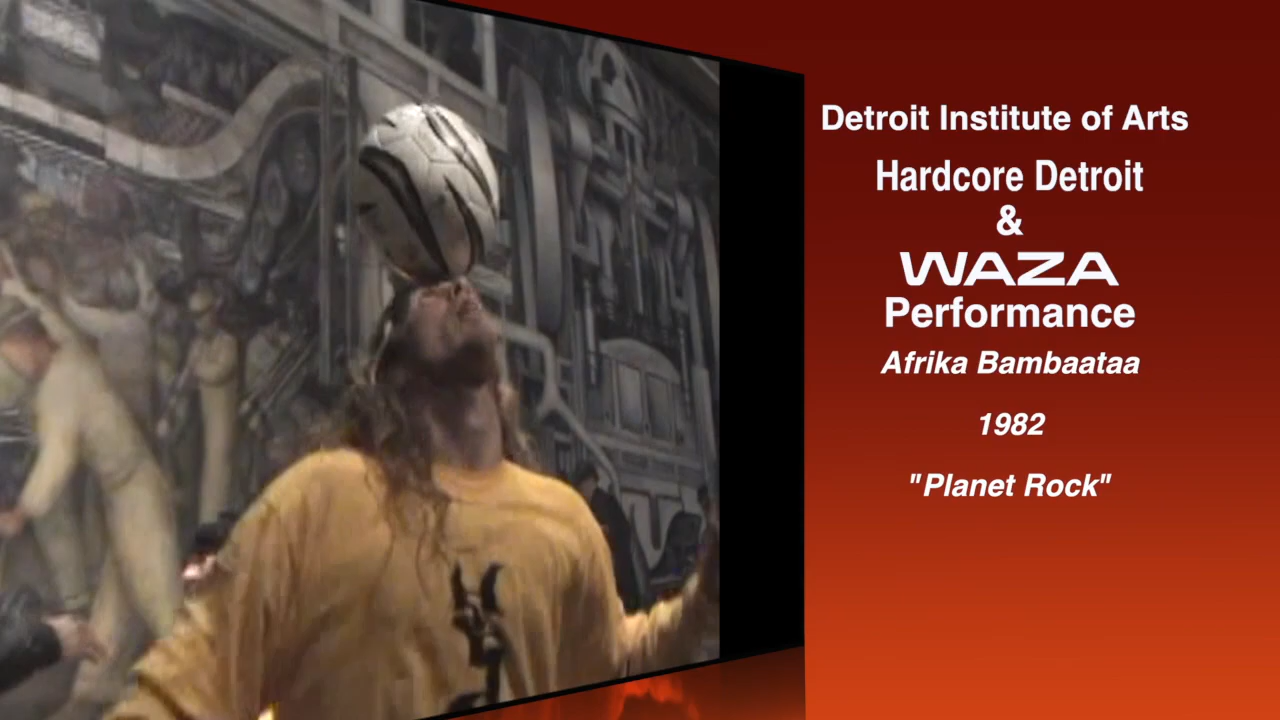 Detroit Institute of Arts
Hardcore Detroit
&
WAZA
Performance
Afrika Bambaataa
1982
"Planet Rock"